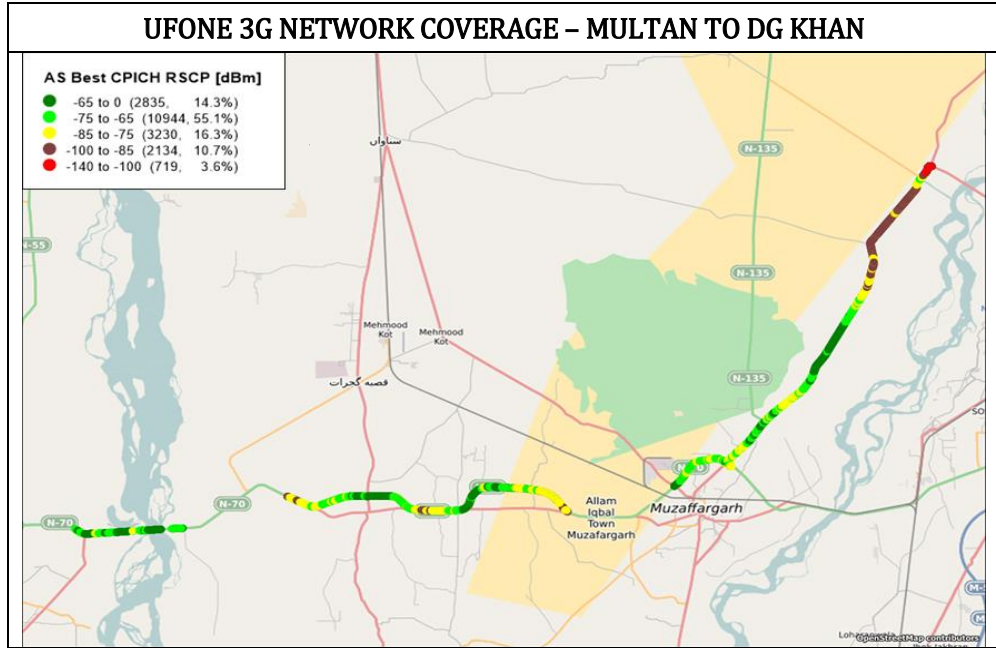 UFONE 3G NETWORK COVERAGE – MULTAN TO DG KHAN
AS Best CPICH RSCP [dBm]
-65 to 0 (2835, 14.3%)
-75 to -65 (10944, 55.1%)
-85 to -75 (3230, 16.3%)
-100 to -85 (2134, 10.7%)
-140 to -100 (719, 3.6%)
سناواں
N-135
N-55
N-135
Mehmood
Kot
Mehmood
Kot
قصبه گجرات
N-135
N-70
N-70
Allam
Iqbal
Town
Muzafargarh
Muzaffargarh
OpenStreetMap contributors